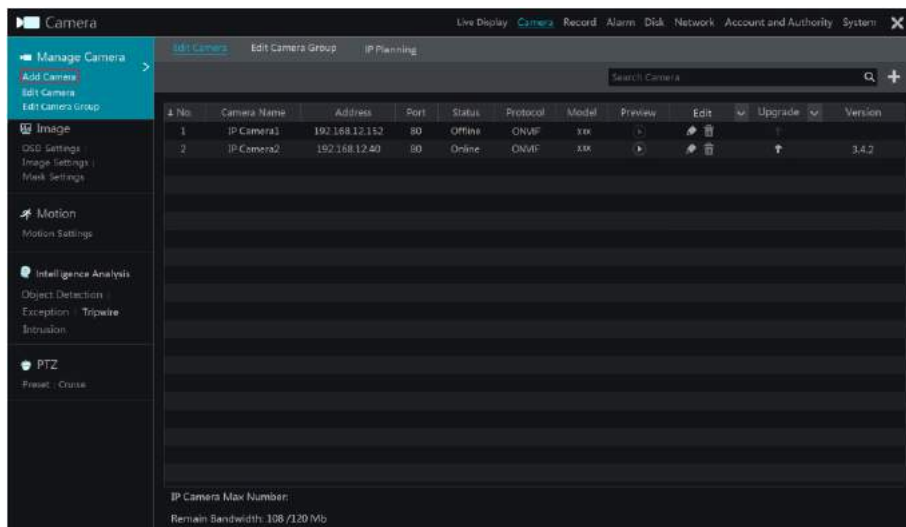 Camera
Live Display Camera Record Alarm Disk Network Account and Authority System
Manage Camera
Add Camera
Edit Camera
Edit Camera Group
Image
OSD Settings
Image Settings
Mask Settings
Motion
Motion Settings
Intelligence Analysis
Object Detection
Exception Tripwire
Intrusion
PTZ
Preset Cruise
Edit Camera Edit Camera Group IP Planning
Search Camera
No. Camera Name Address Port Status Protocol Model Preview Edit Upgrade Version
1 IP Camera1 192.168.12.152 80 Offline ONVIF xxx
2 IP Camera2 192.168.12.40 80 Online ONVIF xxx 3.4.2
IP Camera Max Number:
Remain Bandwidth: 108 /120 Mb